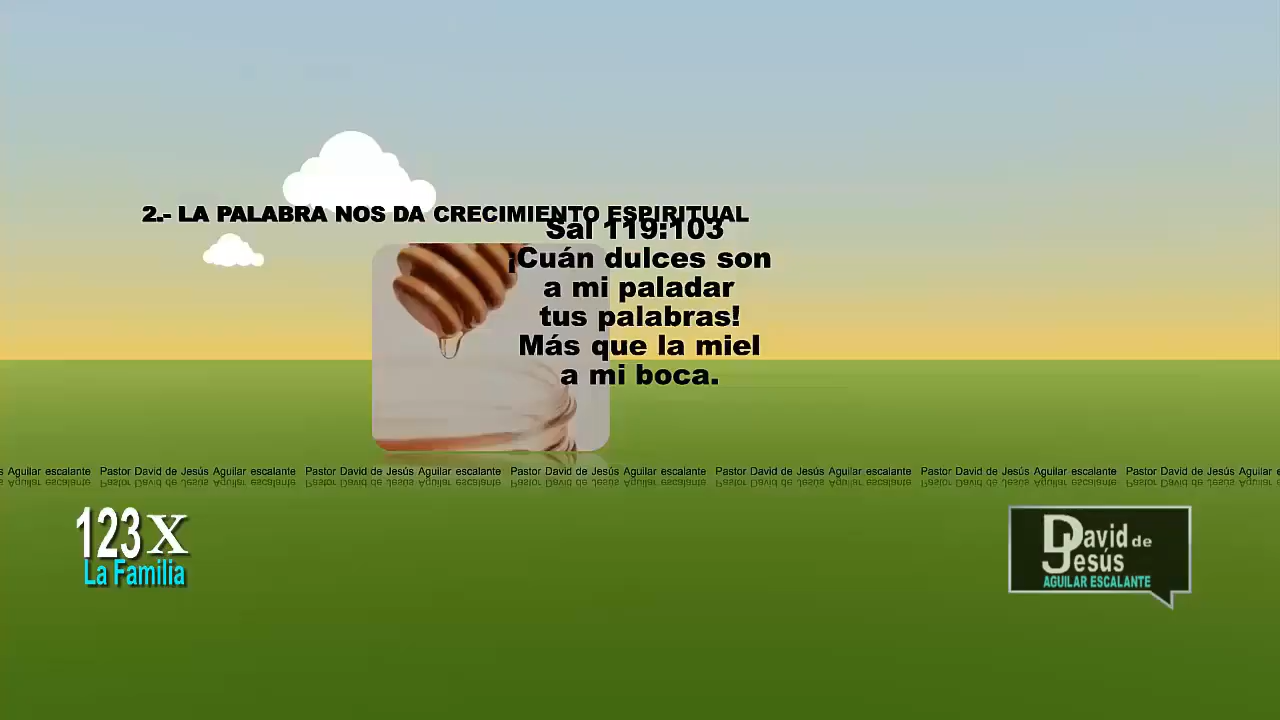 2.- LA PALABRA NOS DA CRECIMIENTO ESPIRITUAL
Sal 119:103
¡Cuán dulces son
a mi paladar
tus palabras!
Más que la miel
a mi boca.
s Aguilar escalante Pastor David de Jesús Aguilar escalante Pastor David de Jesús Aguilar escalante Pastor David de Jesús Aguilar escalante Pastor David de Jesús Aguilar escalante Pastor David de Jesús Aguilar escalante Pastor David de Jesús Aguilar e
123 X
La Familia
David de
Jesús
AGUILAR ESCALANTE